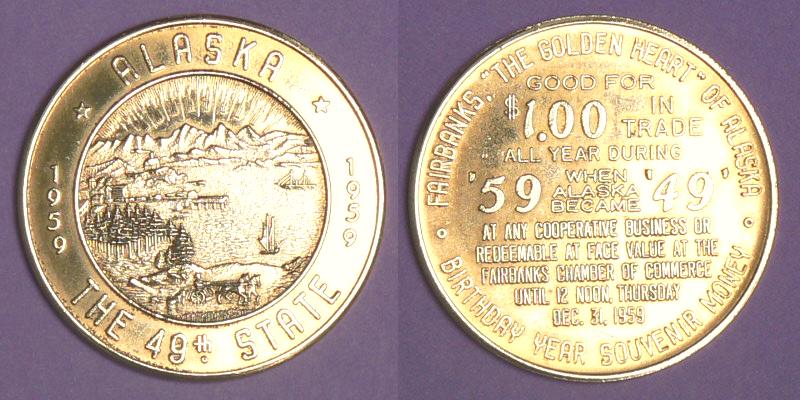 ALASKA
1959
1959
THE 49th STATE
FAIRBANKS, "THE GOLDEN HEART" OF ALASKA
GOOD FOR
$1.00 IN TRADE
ALL YEAR DURING
'59 WHEN ALASKA BECAME '49'
AT ANY COOPERATIVE BUSINESS OR
REDEEMABLE AT FACE VALUE AT THE
FAIRBANKS CHAMBER OF COMMERCE
UNTIL 12 NOON, THURSDAY
DEC. 31, 1959
BIRTHDAY YEAR SOUVENIR MONEY